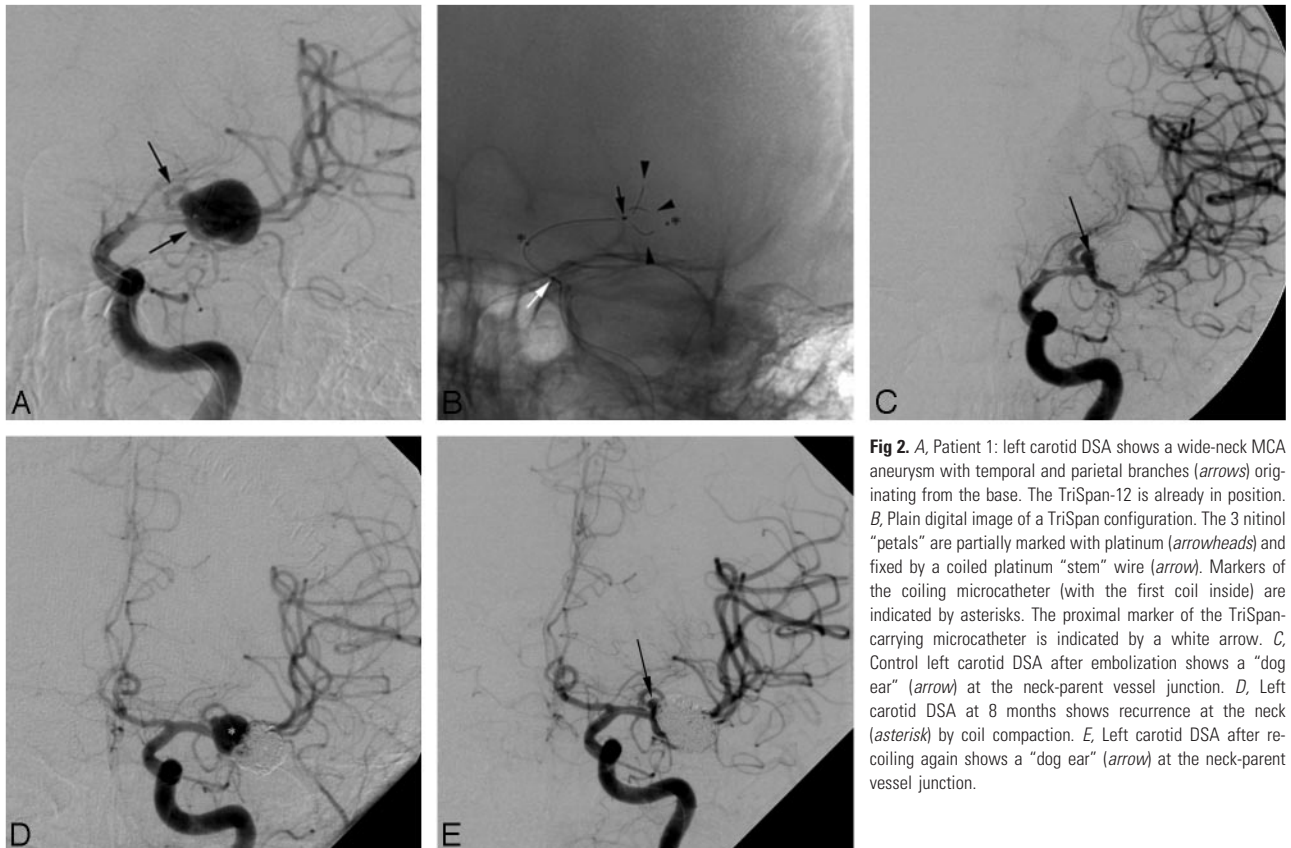 A
B
C
D
E
Fig 2. A, Patient 1: left carotid DSA shows a wide-neck MCA
aneurysm with temporal and parietal branches (arrows) orig-
inating from the base. The TriSpan-12 is already in position.
B, Plain digital image of a TriSpan configuration. The 3 nitinol
“petals” are partially marked with platinum (arrowheads) and
fixed by a coiled platinum “stem” wire (arrow). Markers of
the coiling microcatheter (with the first coil inside) are
indicated by asterisks. The proximal marker of the TriSpan-
carrying microcatheter is indicated by a white arrow. C,
Control left carotid DSA after embolization shows a “dog
ear” (arrow) at the neck-parent vessel junction. D, Left
carotid DSA at 8 months shows recurrence at the neck
(asterisk) by coil compaction. E, Left carotid DSA after re-
coiling again shows a “dog ear” (arrow) at the neck-parent
vessel junction.